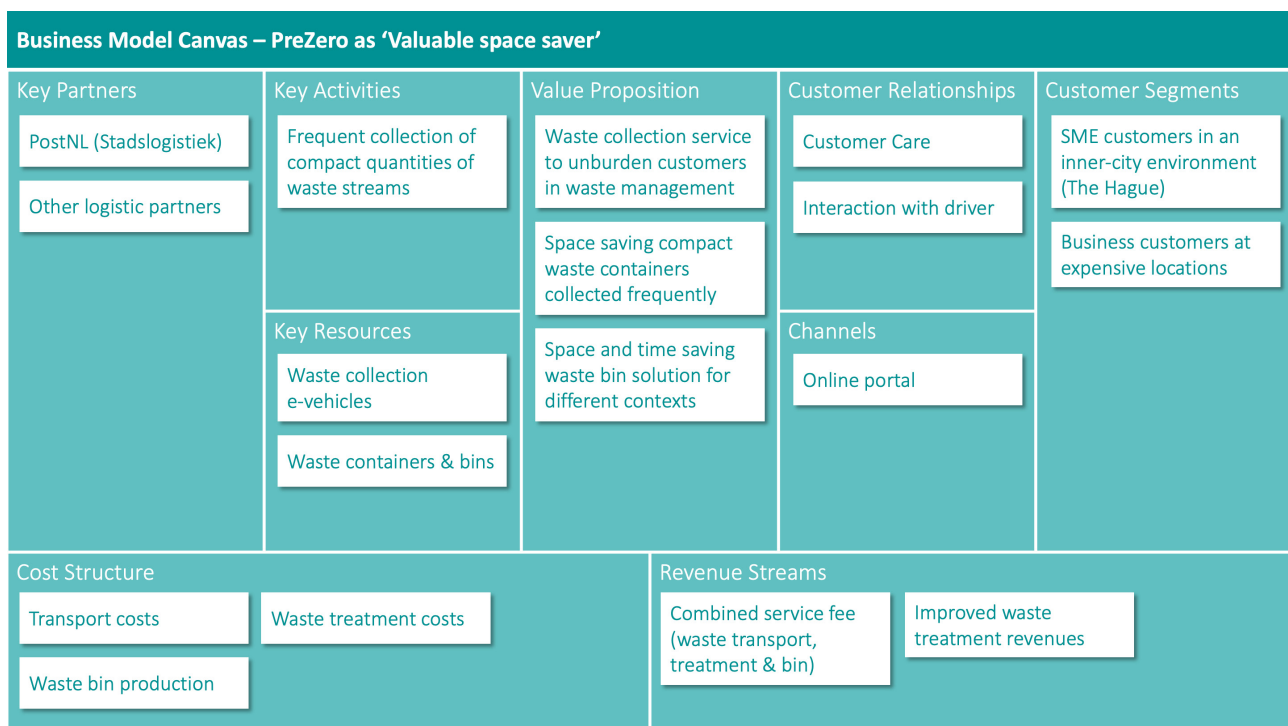 Business Model Canvas – PreZero as ‘Valuable space saver’
Key Partners
PostNL (Stadslogistiek)
Other logistic partners
Key Activities
Frequent collection of
compact quantities of
waste streams
Key Resources
Waste collection
e-vehicles
Waste containers & bins
Value Proposition
Waste collection service
to unburden customers
in waste management
Space saving compact
waste containers
collected frequently
Space and time saving
waste bin solution for
different contexts
Customer Relationships
Customer Care
Interaction with driver
Channels
Online portal
Customer Segments
SME customers in an
inner-city environment
(The Hague)
Business customers at
expensive locations
Cost Structure
Transport costs
Waste treatment costs
Waste bin production
Revenue Streams
Combined service fee
(waste transport,
treatment & bin)
Improved waste
treatment revenues